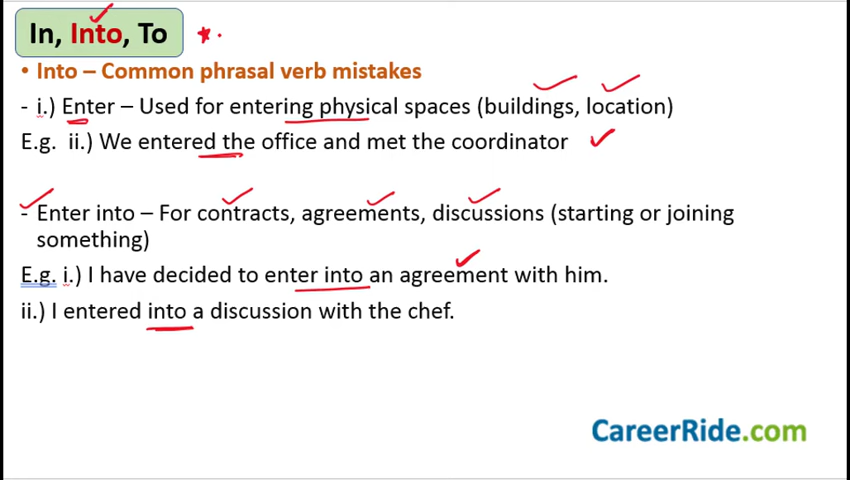 In, Into, To
• Into – Common phrasal verb mistakes
- i.) Enter – Used for entering physical spaces (buildings, location)
E.g. ii.) We entered the office and met the coordinator
- Enter into – For contracts, agreements, discussions (starting or joining
something)
E.g. i.) I have decided to enter into an agreement with him.
ii.) I entered into a discussion with the chef.
CareerRide.com